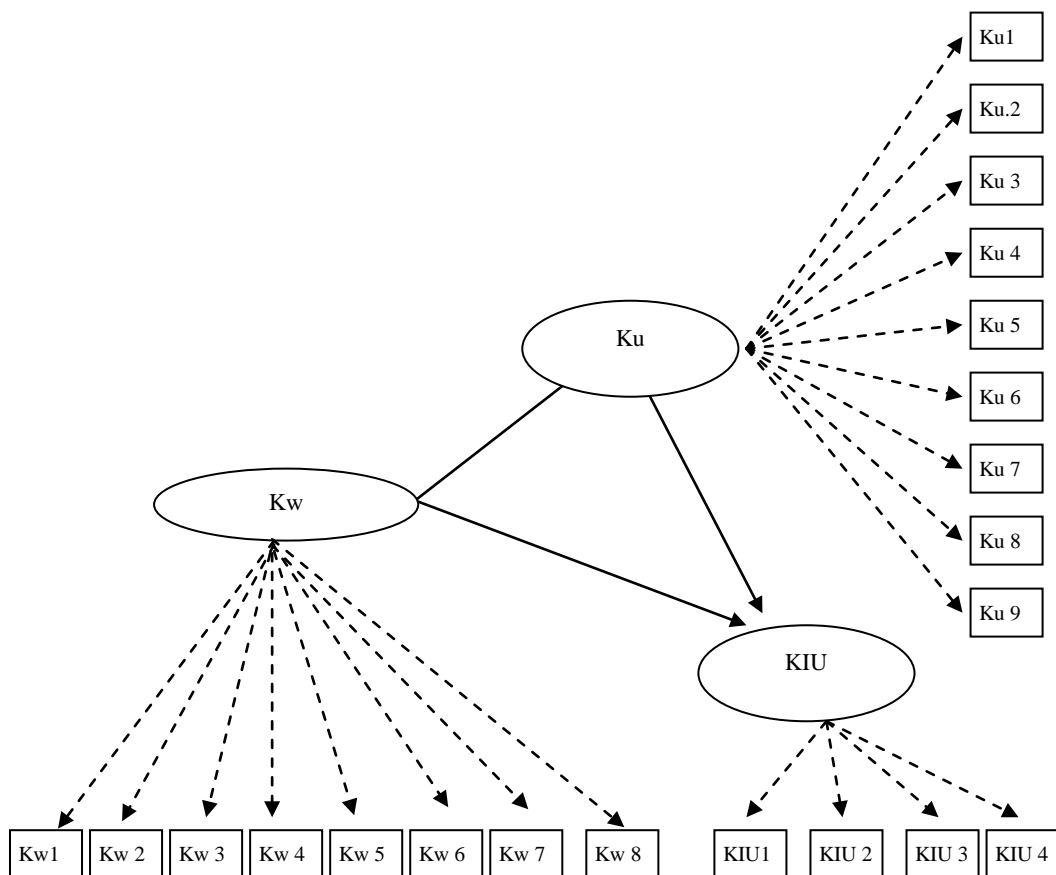 Ku1
Ku.2
Ku 3
Ku 4
Ku 5
Ku 6
Ku 7
Ku 8
Ku 9
Ku
Kw
KIU
Kw1
Kw 2
Kw 3
Kw 4
Kw 5
Kw 6
Kw 7
Kw 8
KIU1
KIU 2
KIU 3
KIU 4